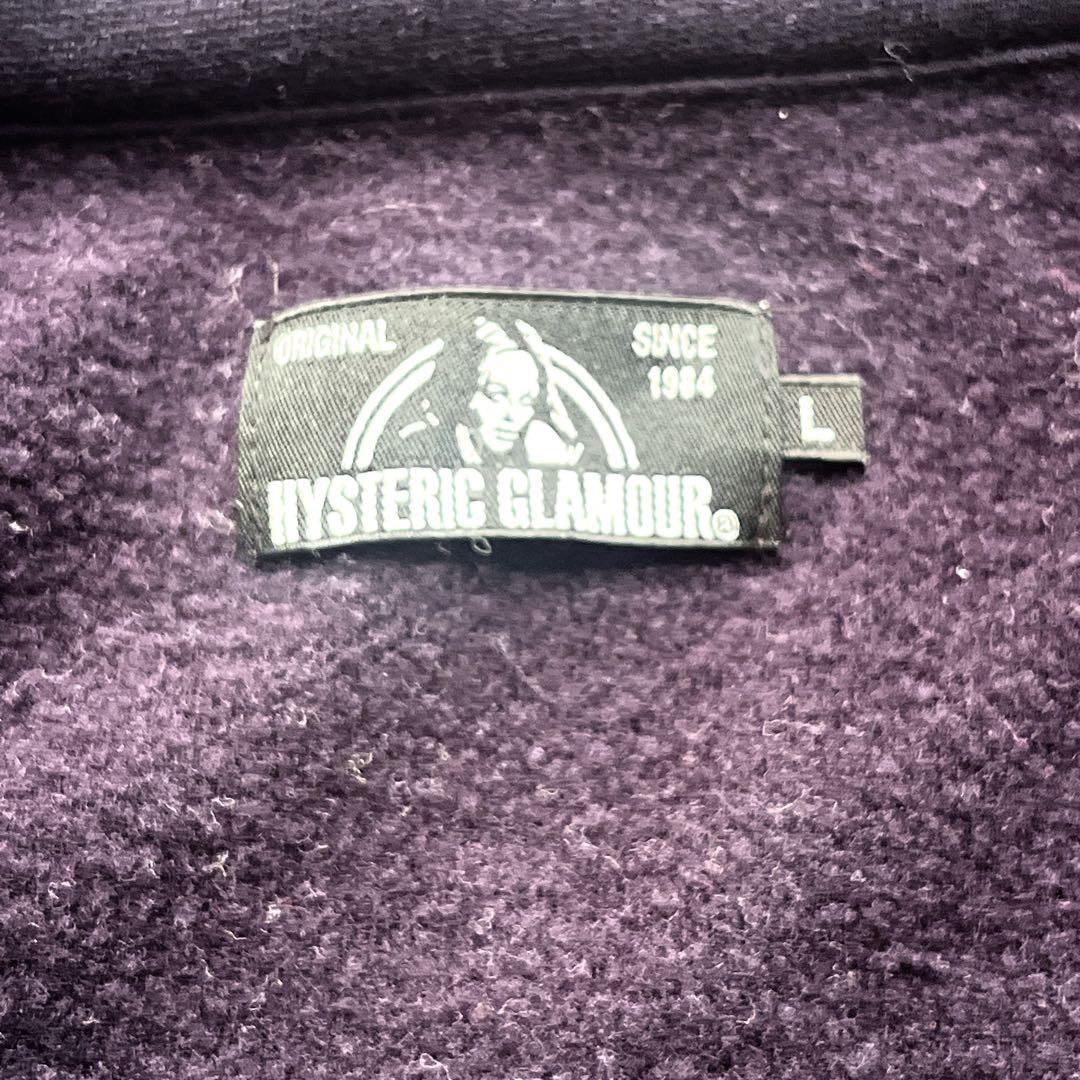 ORIGINAL
SINCE
1984
L
HYSTERIC GLAMOUR®